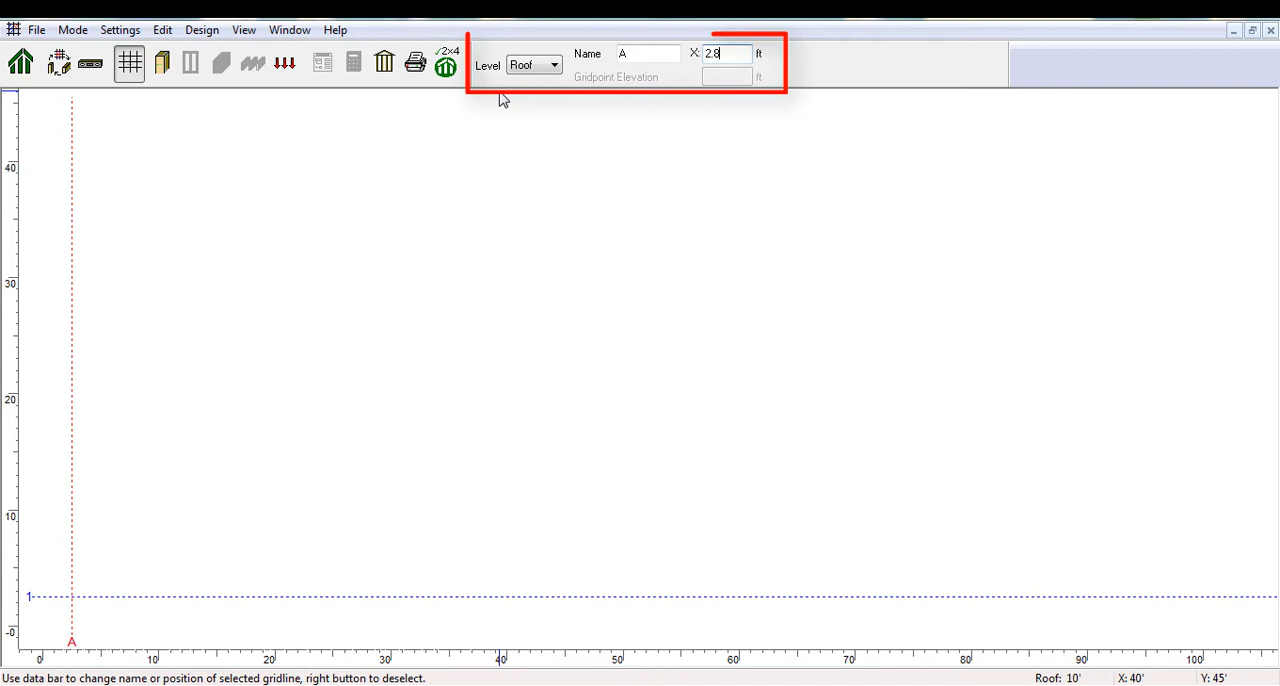 File Mode Settings Edit Design View Window Help
✓2x4
Level Roof
Name A X: 2.8 ft
Gridpoint Elevation ft
40
30
20
10
1
-0
A
0 10 20 30 40 50 60 70 80 90 100
Use data bar to change name or position of selected gridline, right button to deselect. Roof: 10' X: 40' Y: 45'